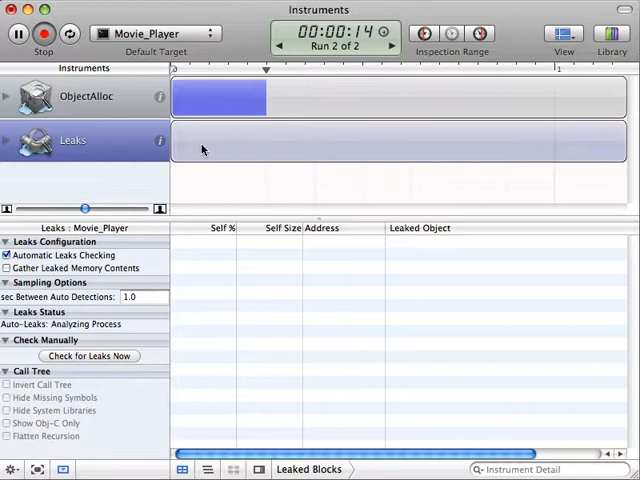 Instruments
Movie_Player
00:00:14
Run 2 of 2
Stop
Default Target
Inspection Range
View
Library
Instruments
0
1
ObjectAlloc
Leaks
Leaks : Movie_Player
Self %
Self Size
Address
Leaked Object
Leaks Configuration
Automatic Leaks Checking
Gather Leaked Memory Contents
Sampling Options
sec Between Auto Detections:
1.0
Leaks Status
Auto-Leaks: Analyzing Process
Check Manually
Check for Leaks Now
Call Tree
Invert Call Tree
Hide Missing Symbols
Hide System Libraries
Show Obj-C Only
Flatten Recursion
Leaked Blocks
Instrument Detail